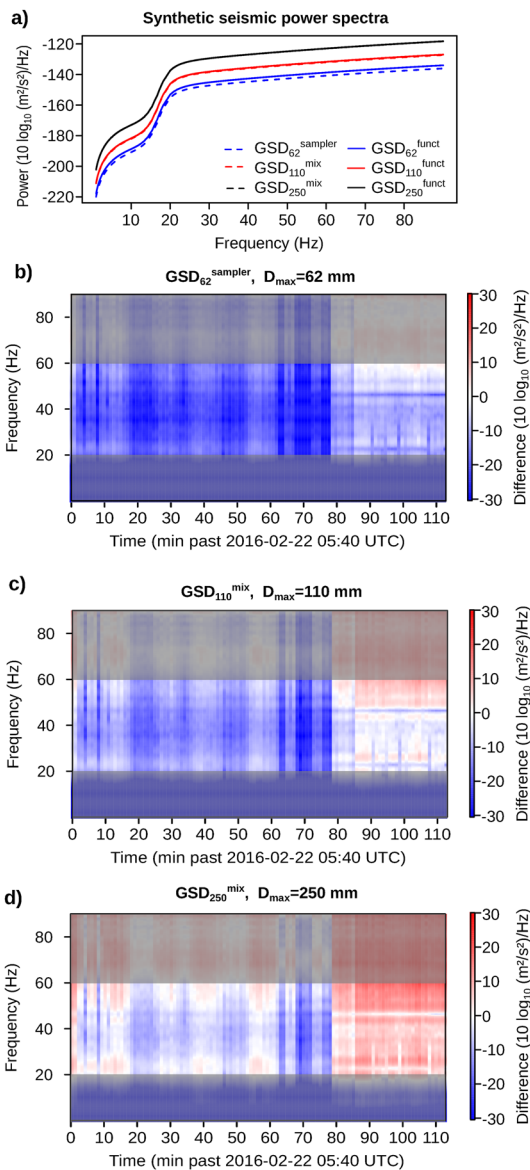 a) Synthetic seismic power spectra
Power (10 log₁₀ (m²/s²)/Hz)
-120
-140
-160
-180
-200
-220
GSD₆₂ˢᵃᵐᵖˡᵉʳ GSD₆₂ᶠᵘⁿᶜᵗ
GSD₁₁₀ᵐⁱˣ GSD₁₁₀ᶠᵘⁿᶜᵗ
GSD₂₅₀ᵐⁱˣ GSD₂₅₀ᶠᵘⁿᶜᵗ
10 20 30 40 50 60 70 80
Frequency (Hz)
b) GSD₆₂ˢᵃᵐᵖˡᵉʳ, Dₘₐₓ=62 mm
Frequency (Hz)
80
60
40
20
0 10 20 30 40 50 60 70 80 90 100 110
Time (min past 2016-02-22 05:40 UTC)
30
20
10
0
-10
-20
-30
Difference (10 log₁₀ (m²/s²)/Hz)
c) GSD₁₁₀ᵐⁱˣ, Dₘₐₓ=110 mm
Frequency (Hz)
80
60
40
20
0 10 20 30 40 50 60 70 80 90 100 110
Time (min past 2016-02-22 05:40 UTC)
30
20
10
0
-10
-20
-30
Difference (10 log₁₀ (m²/s²)/Hz)
d) GSD₂₅₀ᵐⁱˣ, Dₘₐₓ=250 mm
Frequency (Hz)
80
60
40
20
0 10 20 30 40 50 60 70 80 90 100 110
Time (min past 2016-02-22 05:40 UTC)
30
20
10
0
-10
-20
-30
Difference (10 log₁₀ (m²/s²)/Hz)